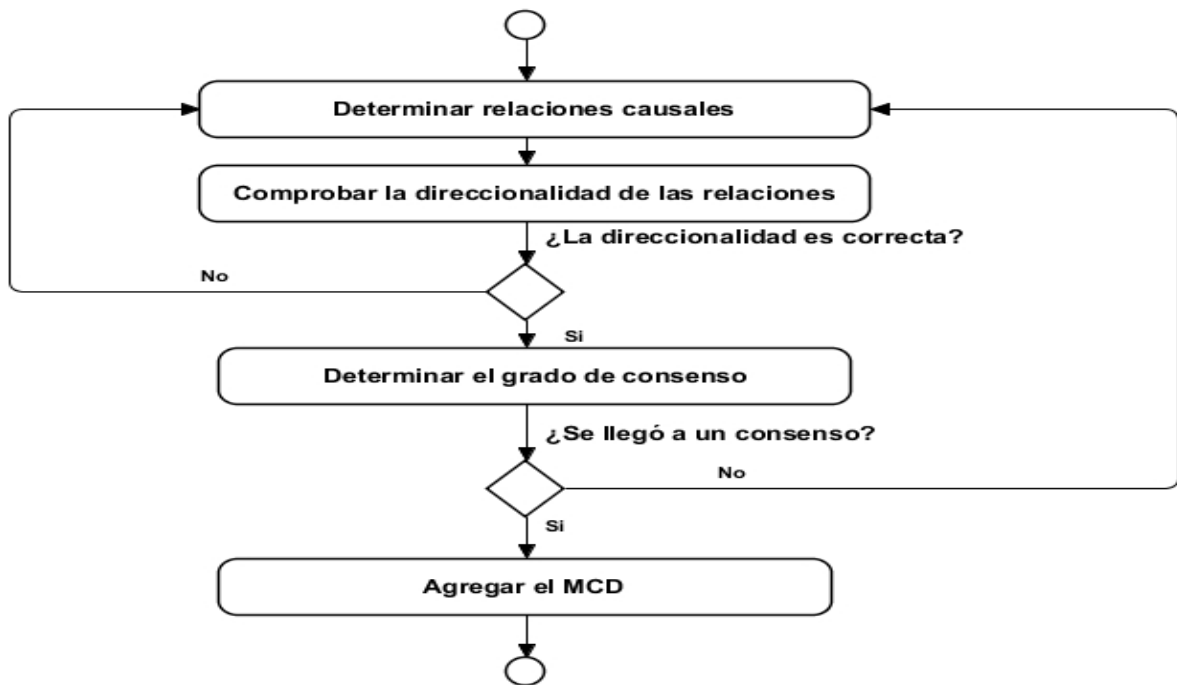 Determinar relaciones causales
Comprobar la direccionalidad de las relaciones
¿La direccionalidad es correcta?
No
Si
Determinar el grado de consenso
¿Se llegó a un consenso?
No
Si
Agregar el MCD